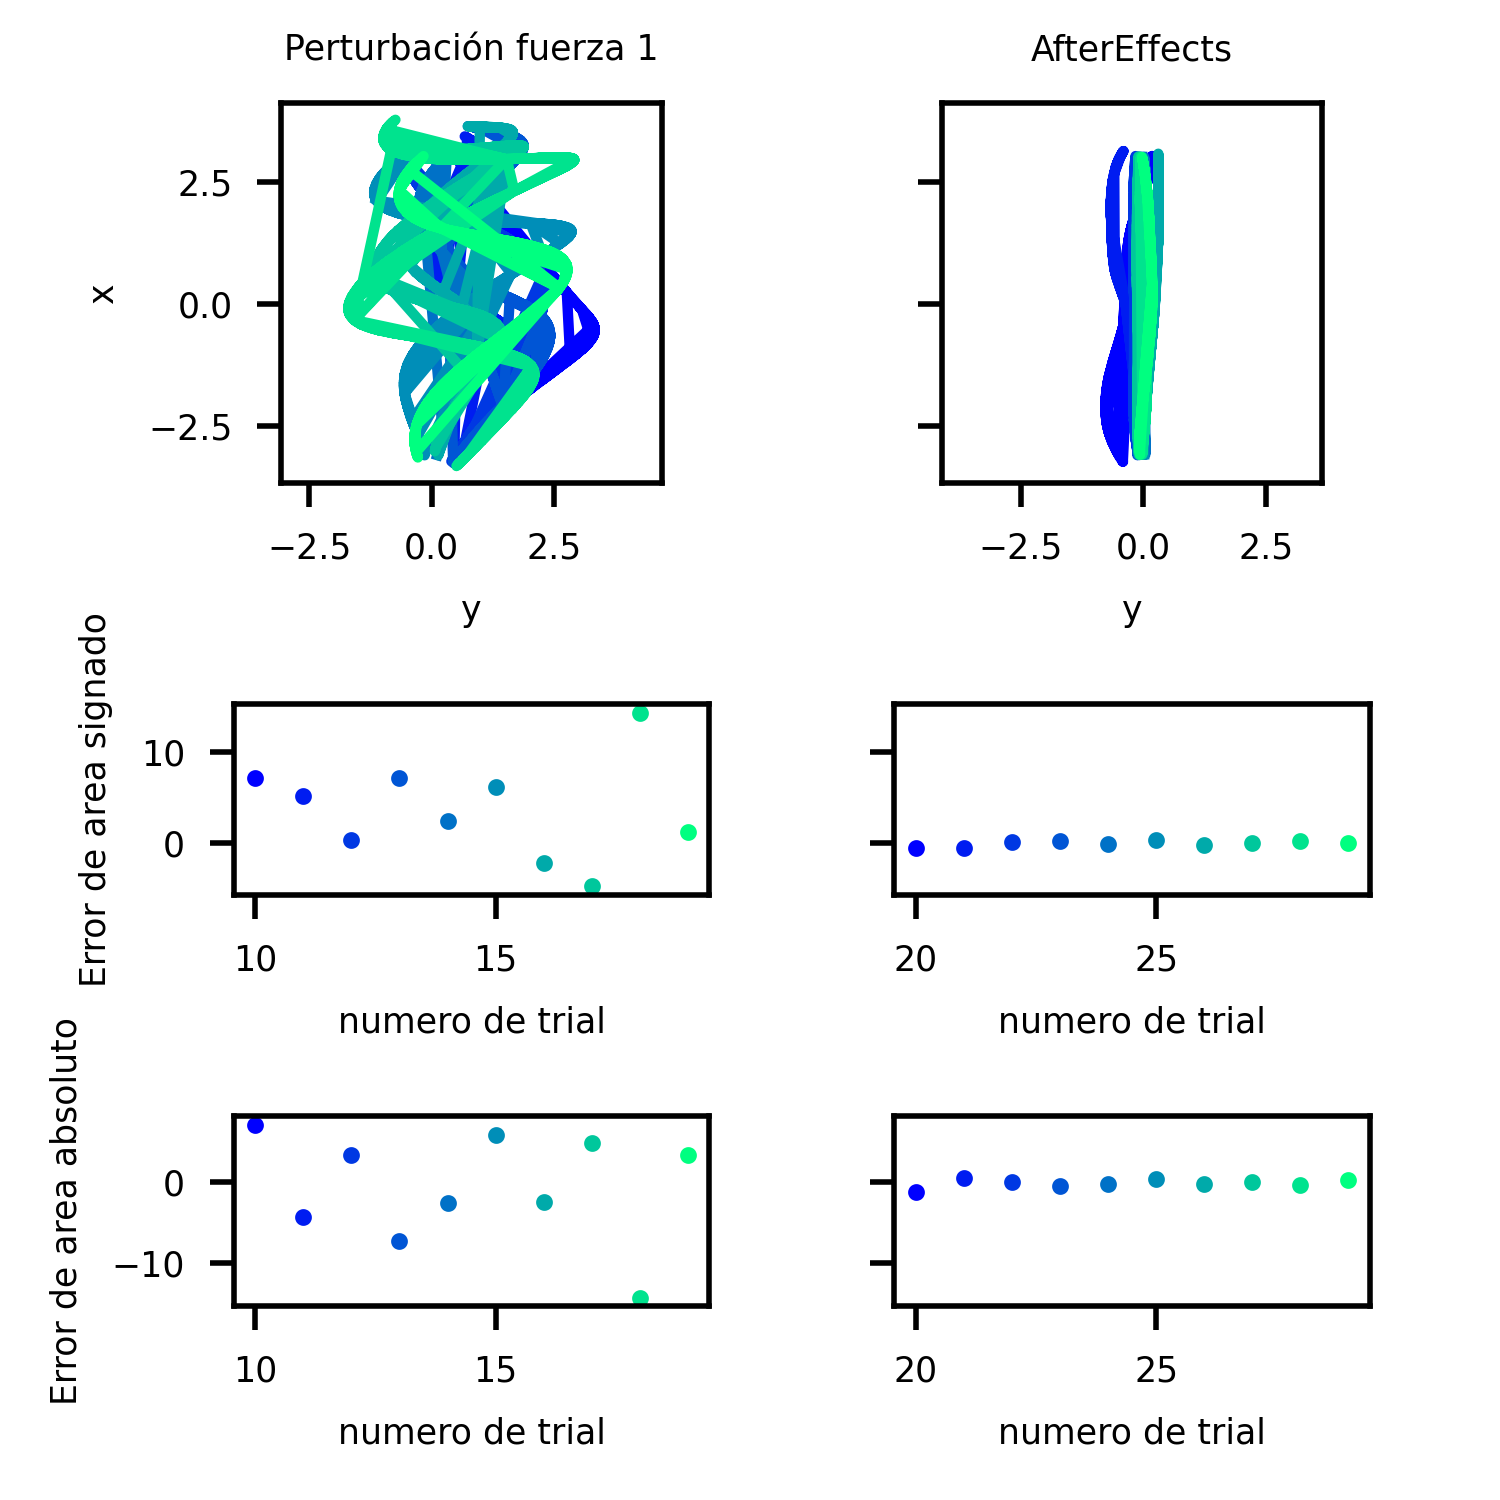 Perturbación fuerza 1
AfterEffects
x
2.5
0.0
−2.5
−2.5 0.0 2.5
y
−2.5 0.0 2.5
y
Error de area signado
10
0
10 15
numero de trial
20 25
numero de trial
Error de area absoluto
0
−10
10 15
numero de trial
20 25
numero de trial